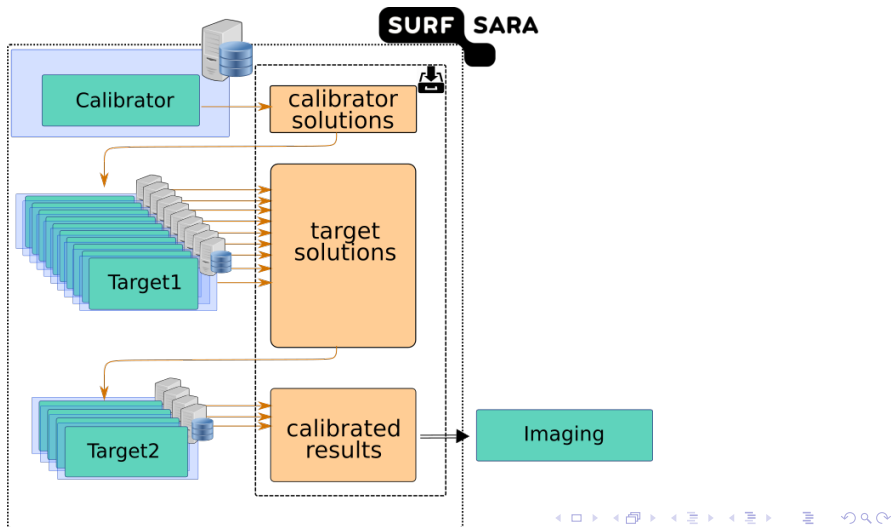 SURF SARA
Calibrator
calibrator
solutions
target
solutions
Target1
Target2
calibrated
results
Imaging